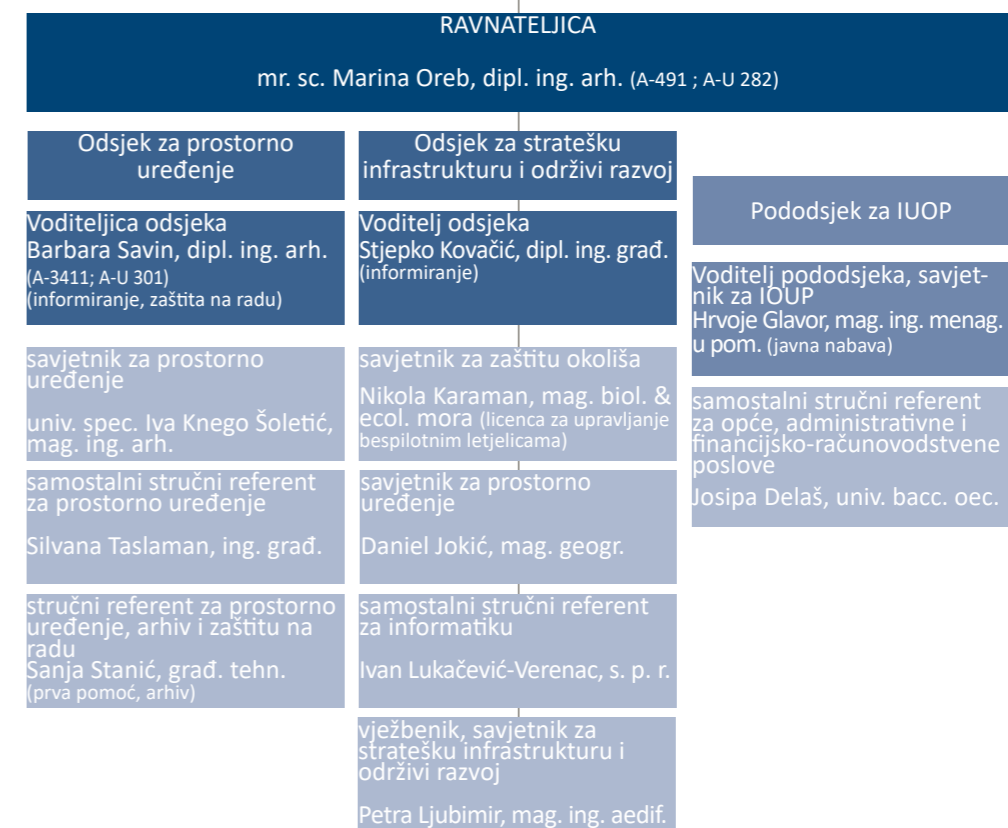 RAVNATELJICA
mr. sc. Marina Oreb, dipl. ing. arh. (A-491 ; A-U 282)
Odsjek za prostorno
uređenje
Voditeljica odsjeka
Barbara Savin, dipl. ing. arh.
(A-3411; A-U 301)
(informiranje, zaštita na radu)
savjetnik za prostorno
uređenje
univ. spec. Iva Knego Šoletić,
mag. ing. arh.
samostalni stručni referent
za prostorno uređenje
Silvana Taslaman, ing. građ.
stručni referent za prostorno
uređenje, arhiv i zaštitu na
radu
Sanja Stanić, građ. tehn.
(prva pomoć, arhiv)
Odsjek za stratešku
infrastrukturu i održivi razvoj
Voditelj odsjeka
Stjepko Kovačić, dipl. ing. građ.
(informiranje)
savjetnik za zaštitu okoliša
Nikola Karaman, mag. biol. &
ecol. mora (licenca za upravljanje
bespilotnim letjelicama)
savjetnik za prostorno
uređenje
Daniel Jokić, mag. geogr.
samostalni stručni referent
za informatiku
Ivan Lukačević-Verenac, s. p. r.
vježbenik, savjetnik za
stratešku infrastrukturu i
održivi razvoj
Petra Ljubimir, mag. ing. aedif.
Pododsjek za IUOP
Voditelj pododsjeka, savjet-
nik za IOUP
Hrvoje Glavor, mag. ing. menag.
u pom. (javna nabava)
samostalni stručni referent
za opće, administrativne i
financijsko-računovodstvene
poslove
Josipa Delaš, univ. bacc. oec.